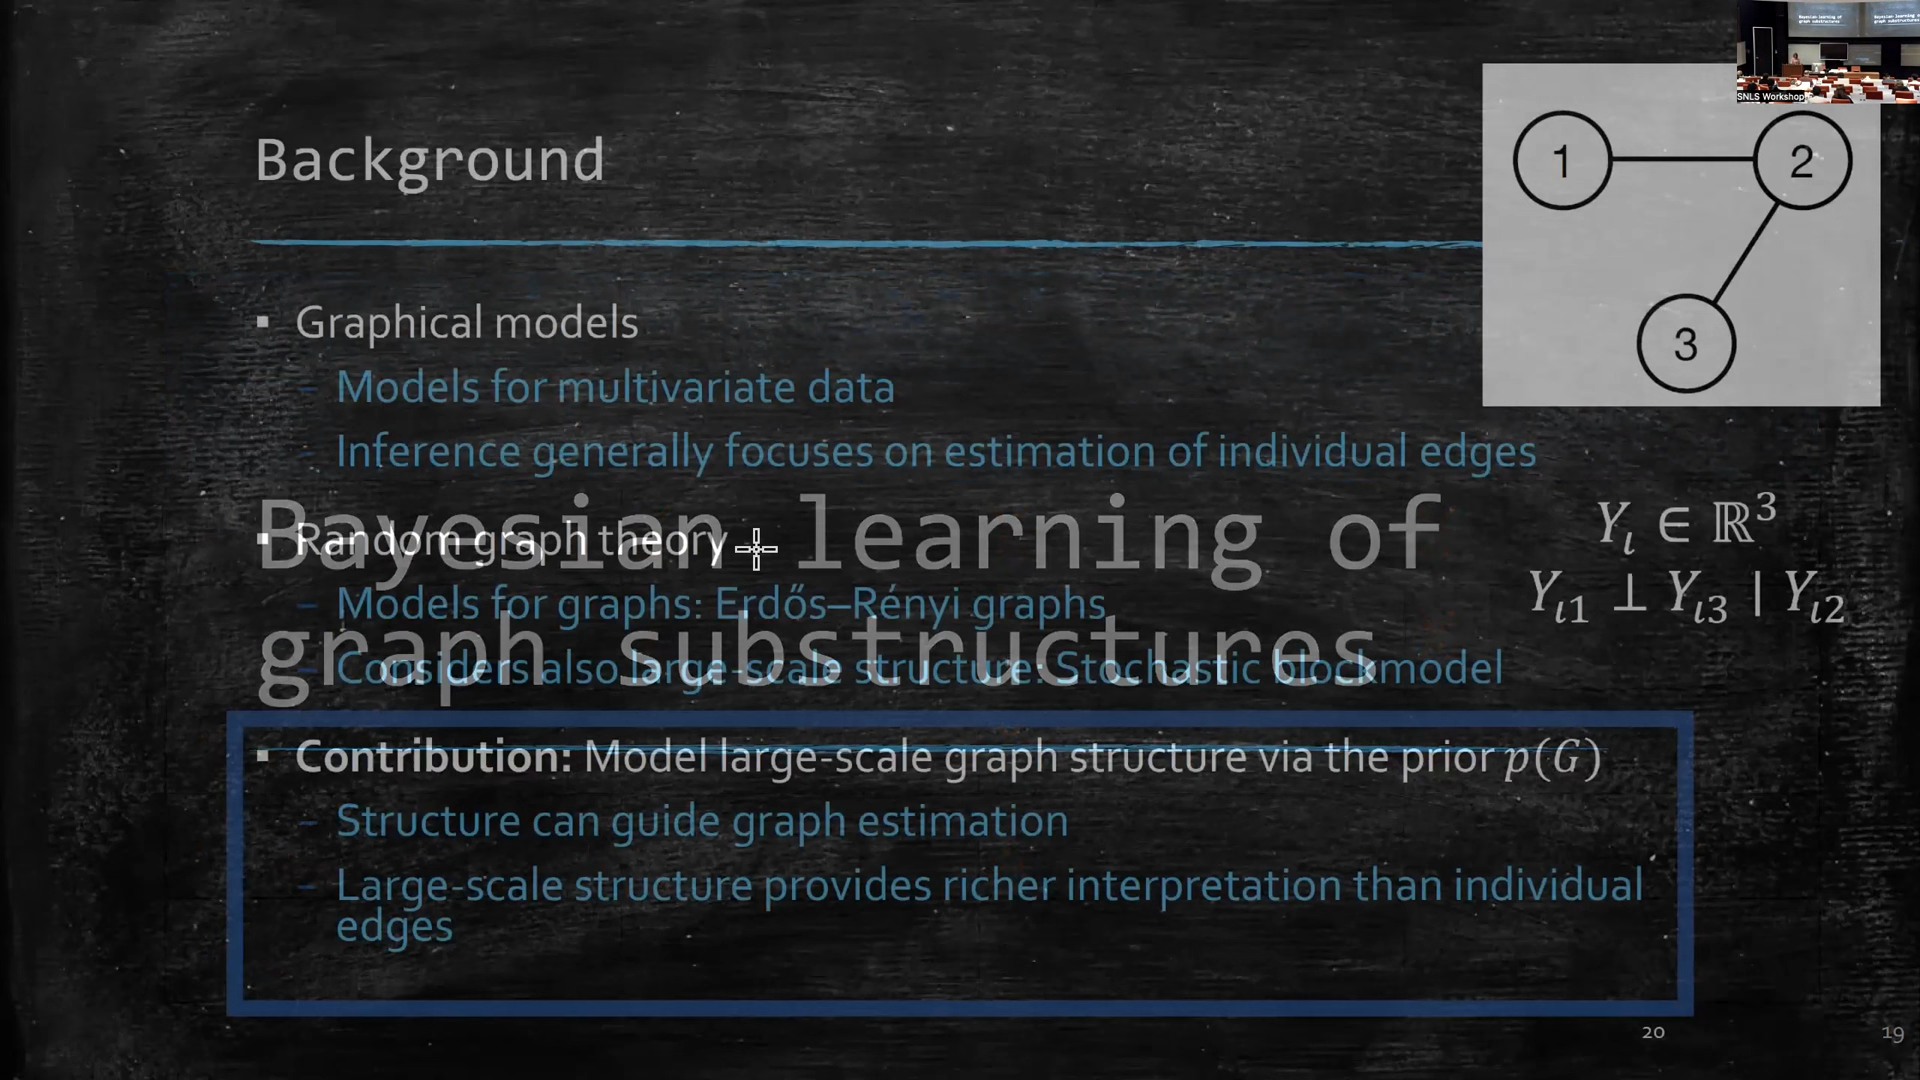 SNLS Workshop
1
2
3
Background
▪ Graphical models
– Models for multivariate data
– Inference generally focuses on estimation of individual edges
Bayesian learning of
graph substructures
▪ Random graph theory
– Models for graphs: Erdős–Rényi graphs
– Considers also large-scale structure: Stochastic blockmodel
Y_i ∈ ℝ^3
Y_i1 ⊥ Y_i3 | Y_i2
▪ Contribution: Model large-scale graph structure via the prior p(G)
– Structure can guide graph estimation
– Large-scale structure provides richer interpretation than individual
edges
20
19